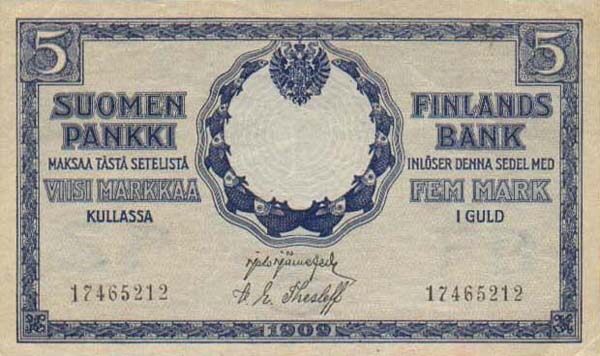 5 5
SUOMEN
PANKKI
MAKSAA TÄSTÄ SETELISTÄ
VIISI MARKKAA
KULLASSA
FINLANDS
BANK
INLÖSER DENNA SEDEL MED
FEM MARK
I GULD
17465212 17465212
Thesleff
1909